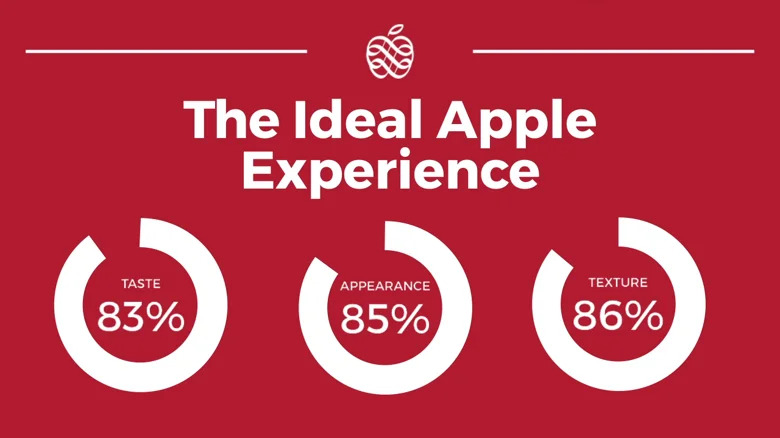 The Ideal Apple
Experience
TASTE
83%
APPEARANCE
85%
TEXTURE
86%